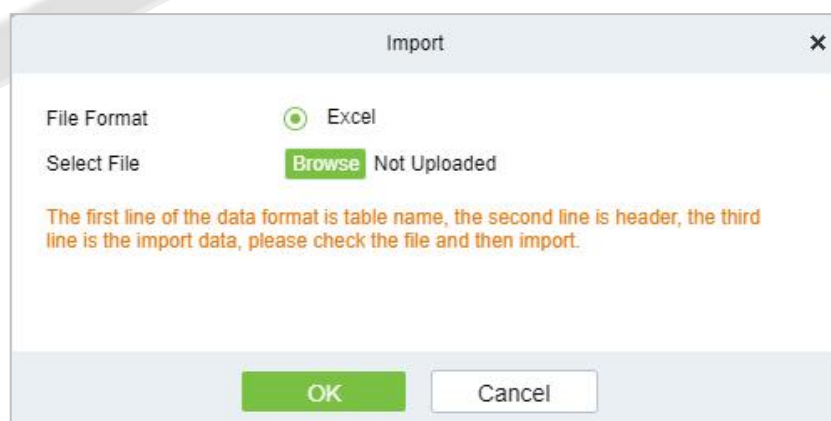 Import
File Format Excel
Select File Browse Not Uploaded
The first line of the data format is table name, the second line is header, the third
line is the import data, please check the file and then import.
OK Cancel